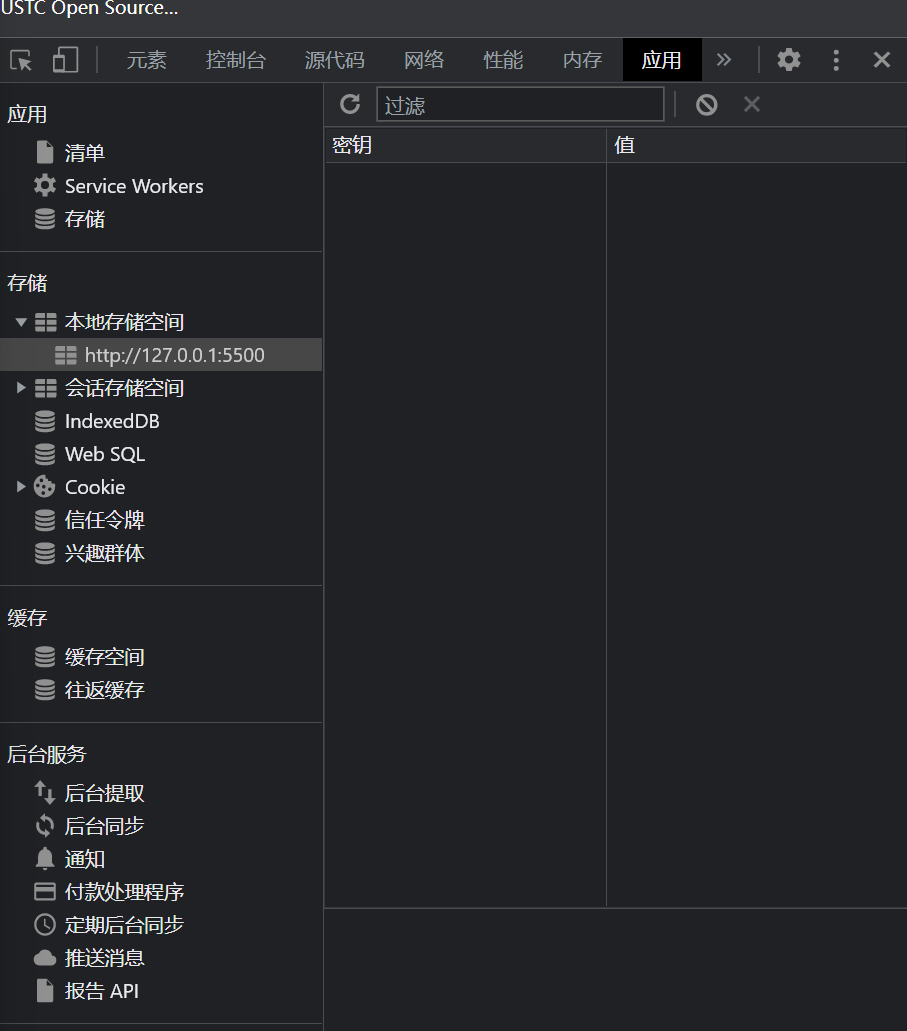 USTC Open Source...
元素 控制台 源代码 网络 性能 内存 应用
过滤
密钥 值
应用
清单
Service Workers
存储
存储
本地存储空间
http://127.0.0.1:5500
会话存储空间
IndexedDB
Web SQL
Cookie
信任令牌
兴趣群体
缓存
缓存空间
往返缓存
后台服务
后台提取
后台同步
通知
付款处理程序
定期后台同步
推送消息
报告 API